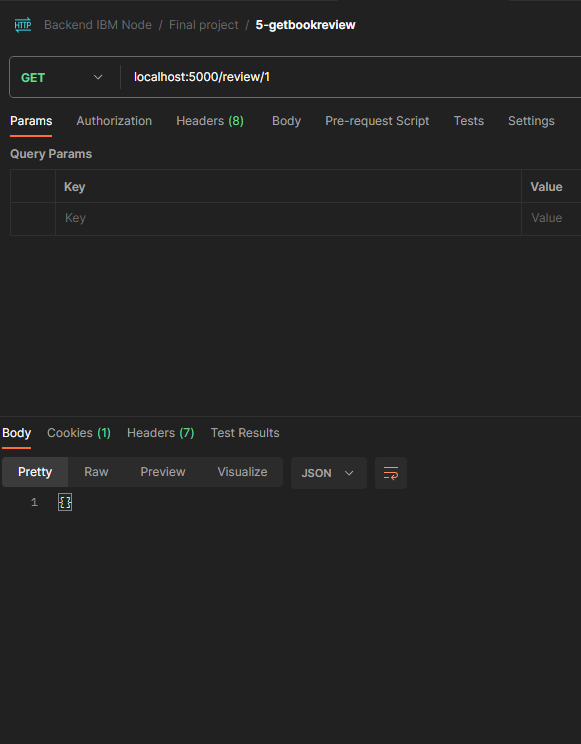 HTTP Backend IBM Node / Final project / 5-getbookreview
GET localhost:5000/review/1
Params Authorization Headers (8) Body Pre-request Script Tests Settings
Query Params
Key Value
Key Value
Body Cookies (1) Headers (7) Test Results
Pretty Raw Preview Visualize JSON
1 {}